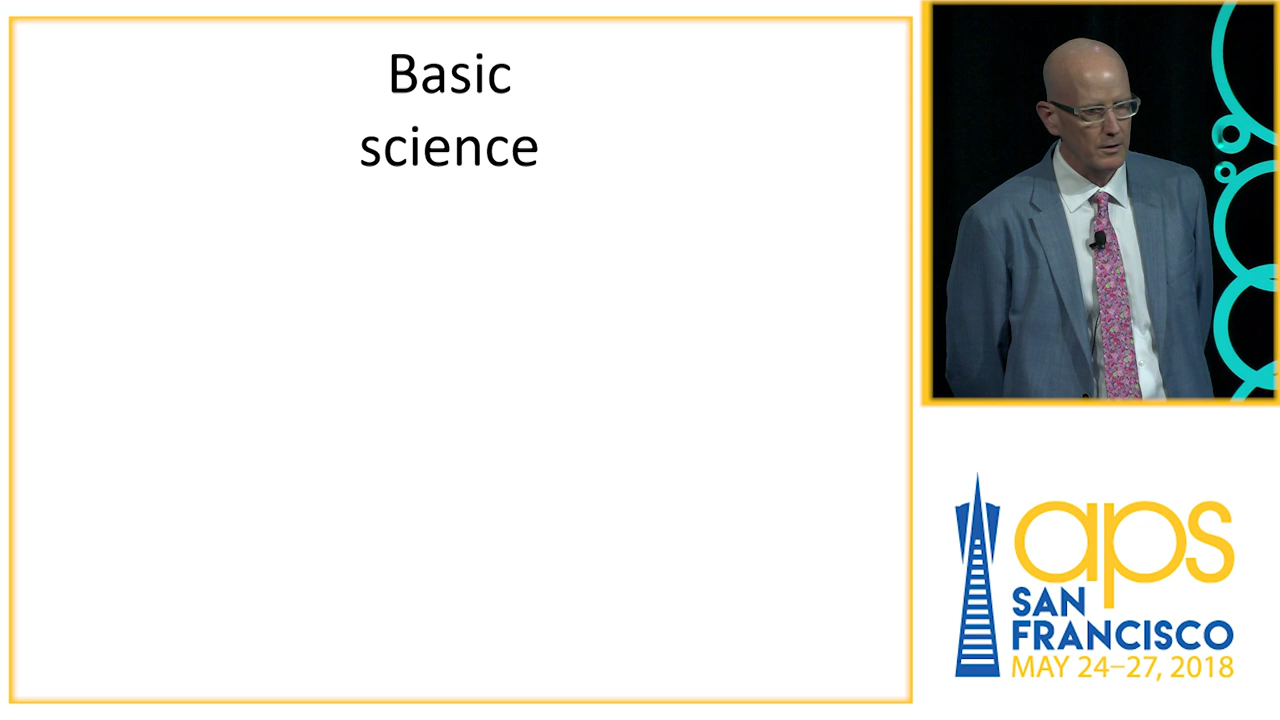 Basic
science
aps
SAN
FRANCISCO
MAY 24–27, 2018